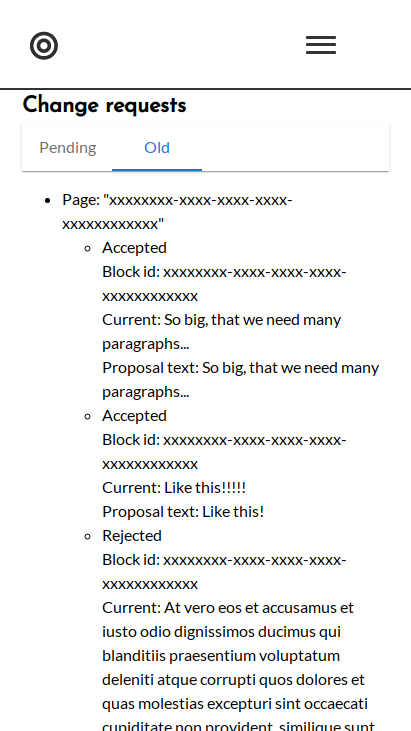 Change requests
Pending
Old
Page: "xxxxxxxx-xxxx-xxxx-xxxx-
xxxxxxxxxxxx"
Accepted
Block id: xxxxxxxx-xxxx-xxxx-xxxx-
xxxxxxxxxxxx
Current: So big, that we need many
paragraphs...
Proposal text: So big, that we need many
paragraphs...
Accepted
Block id: xxxxxxxx-xxxx-xxxx-xxxx-
xxxxxxxxxxxx
Current: Like this!!!!!
Proposal text: Like this!
Rejected
Block id: xxxxxxxx-xxxx-xxxx-xxxx-
xxxxxxxxxxxx
Current: At vero eos et accusamus et
iusto odio dignissimos ducimus qui
blanditiis praesentium voluptatum
deleniti atque corrupti quos dolores et
quas molestias excepturi sint occaecati
cupiditate non provident, similique sunt